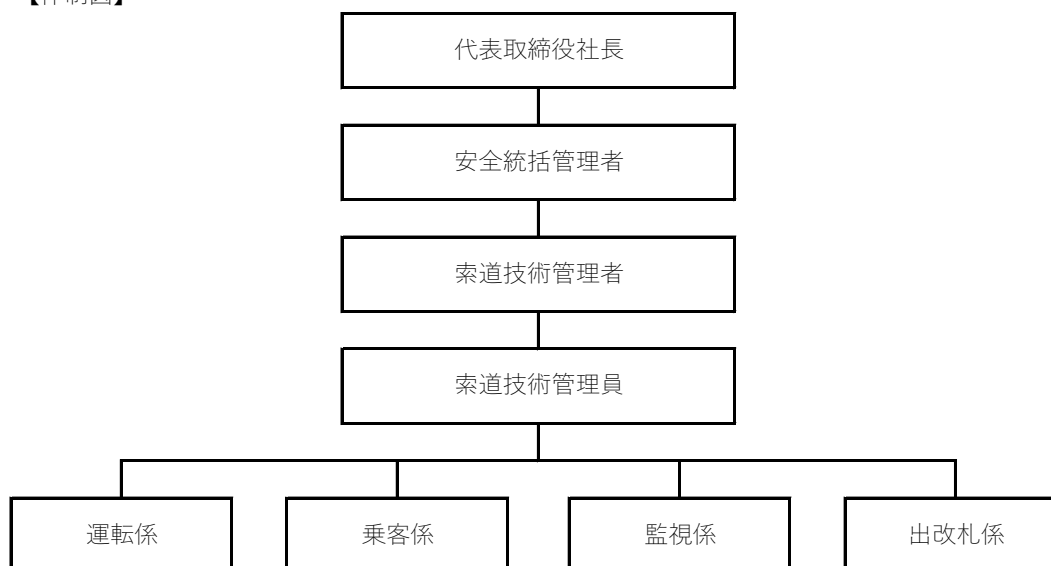 代表取締役社長
安全統括管理者
索道技術管理者
索道技術管理員
運転係 乗客係 監視係 出改札係